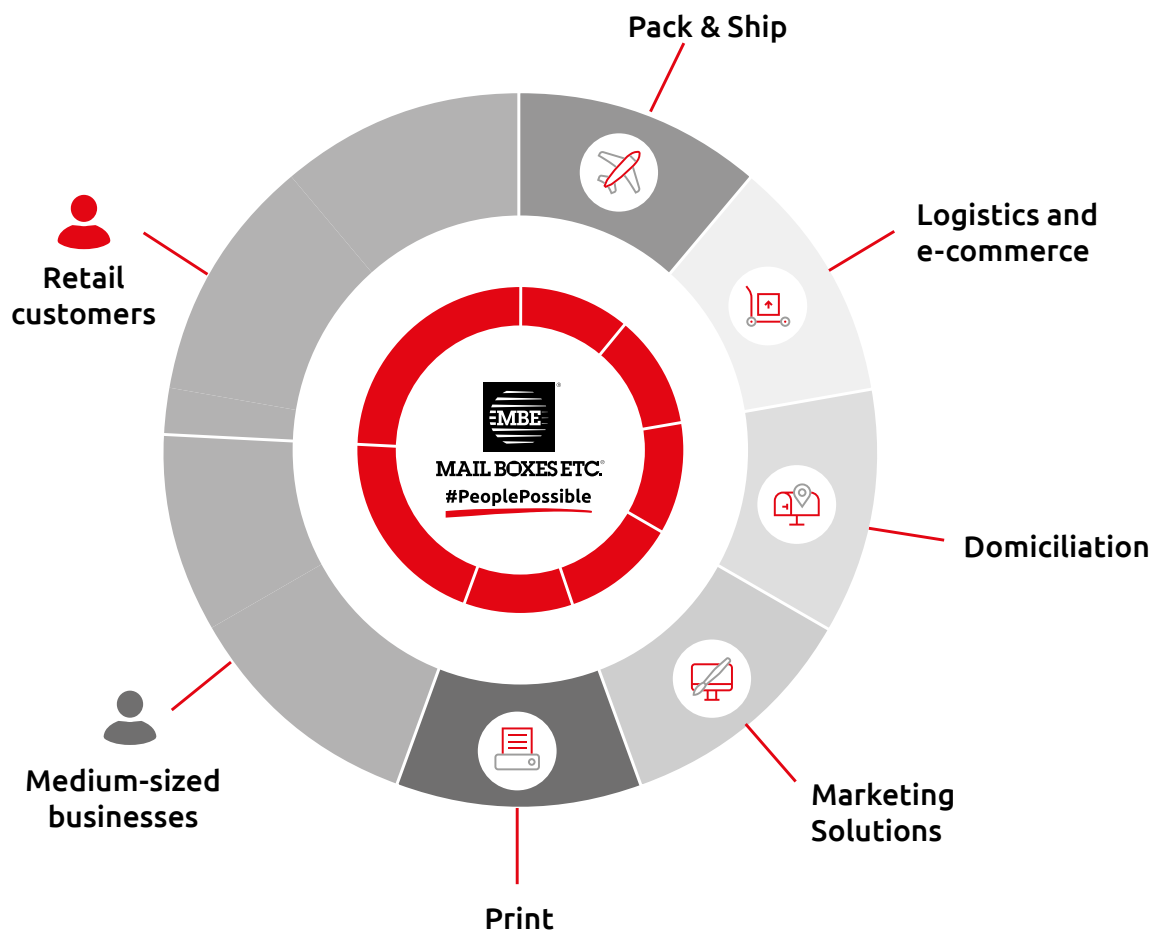 Pack & Ship
Logistics and
e-commerce
Retail
customers
MBE
MAIL BOXES ETC.®
#PeoplePossible
Domiciliation
Medium-sized
businesses
Marketing
Solutions
Print